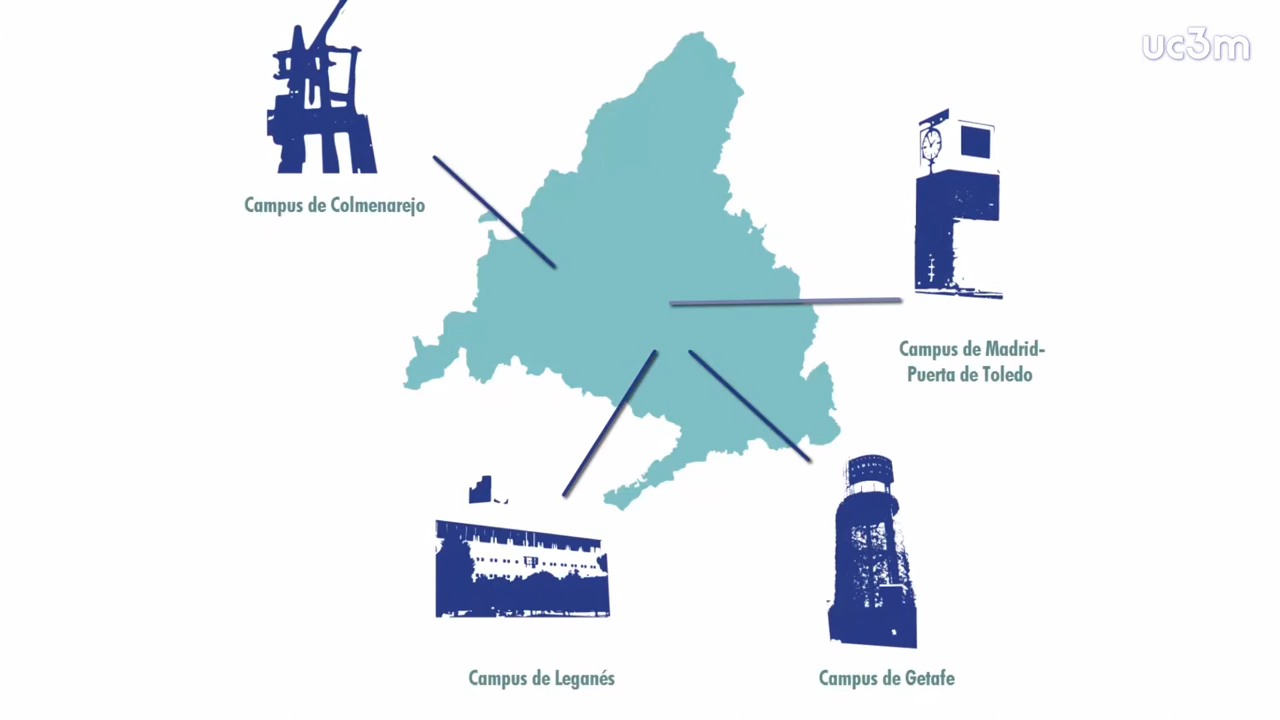 uc3m
Campus de Colmenarejo
Campus de Madrid-
Puerta de Toledo
Campus de Leganés
Campus de Getafe